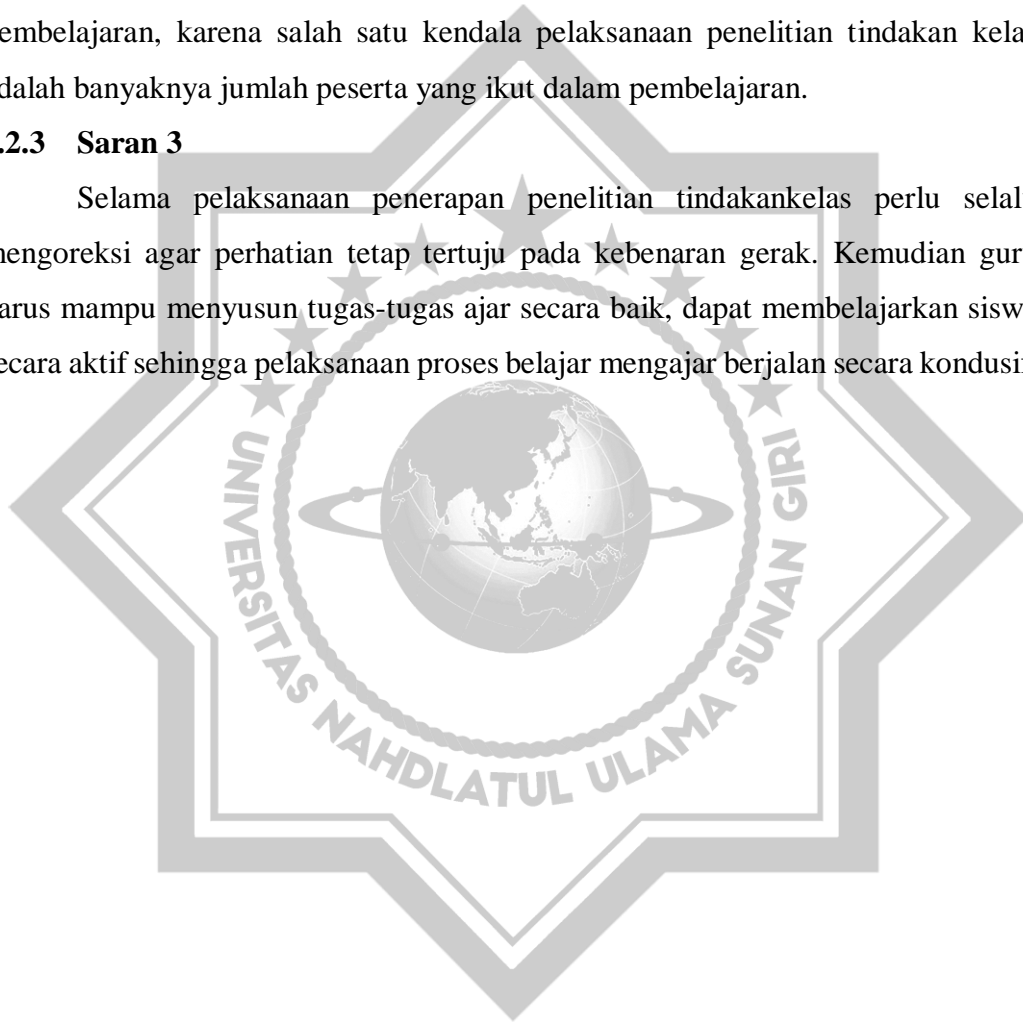 embelajaran, karena salah satu kendala pelaksanaan penelitian tindakan kela
dalah banyaknya jumlah peserta yang ikut dalam pembelajaran.
.2.3 Saran 3
Selama pelaksanaan penerapan penelitian tindakankelas perlu selal
mengoreksi agar perhatian tetap tertuju pada kebenaran gerak. Kemudian gur
arus mampu menyusun tugas-tugas ajar secara baik, dapat membelajarkan sisw
ecara aktif sehingga pelaksanaan proses belajar mengajar berjalan secara kondusif
UNIVERSITAS NAHDLATUL ULAMA SUNAN GIRI